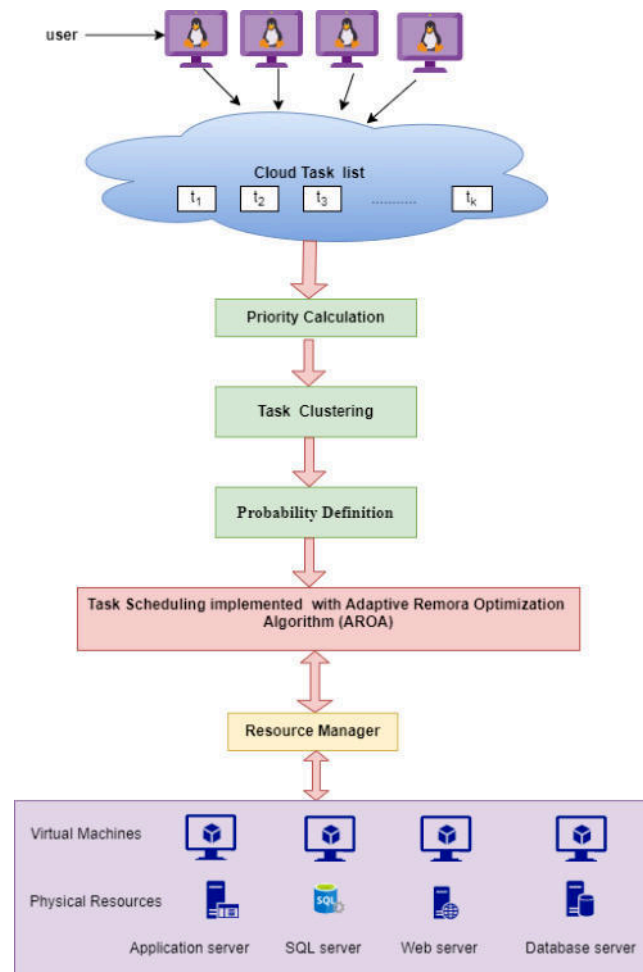 user
Cloud Task list
t1 t2 t3 ............ tk
Priority Calculation
Task Clustering
Probability Definition
Task Scheduling implemented with Adaptive Remora Optimization
Algorithm (AROA)
Resource Manager
Virtual Machines
Physical Resources
SQL
Application server SQL server Web server Database server